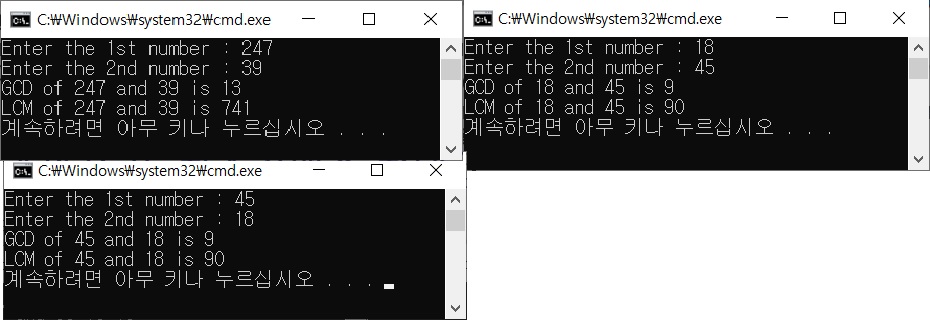 C:₩Windows₩system32₩cmd.exe
Enter the 1st number : 247
Enter the 2nd number : 39
GCD of 247 and 39 is 13
LCM of 247 and 39 is 741
계속하려면 아무 키나 누르십시오 . . .
C:₩Windows₩system32₩cmd.exe
Enter the 1st number : 18
Enter the 2nd number : 45
GCD of 18 and 45 is 9
LCM of 18 and 45 is 90
계속하려면 아무 키나 누르십시오 . . .
C:₩Windows₩system32₩cmd.exe
Enter the 1st number : 45
Enter the 2nd number : 18
GCD of 45 and 18 is 9
LCM of 45 and 18 is 90
계속하려면 아무 키나 누르십시오 . . .